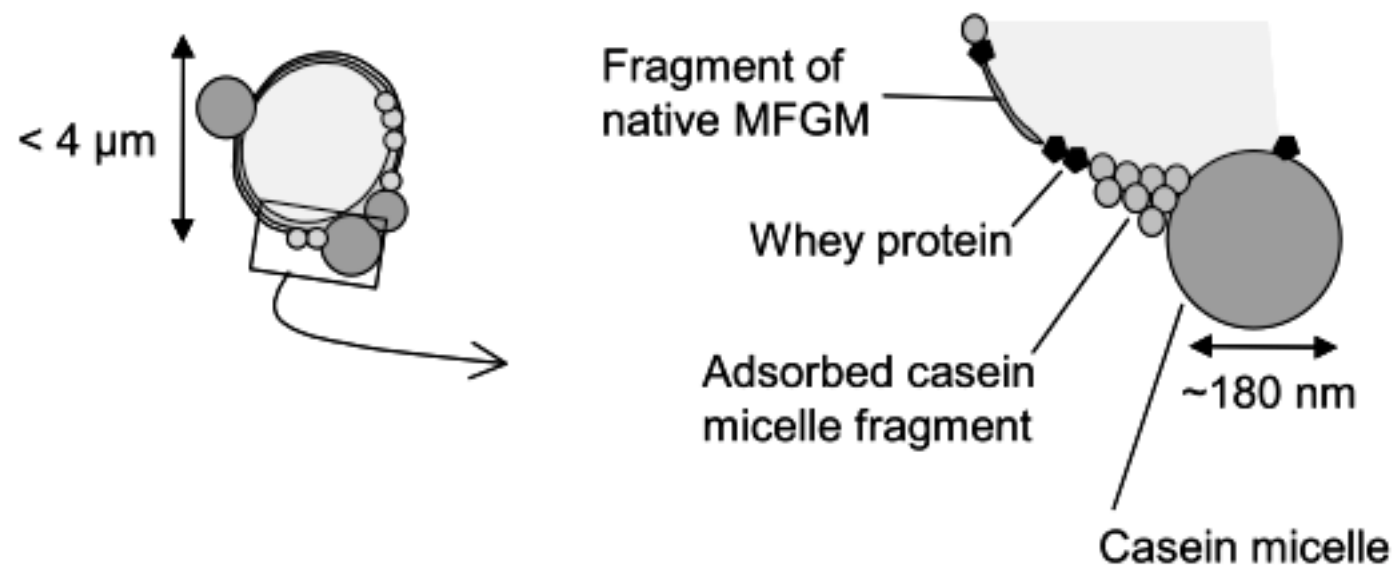 < 4 µm
Fragment of
native MFGM
Whey protein
Adsorbed casein
micelle fragment
~180 nm
Casein micelle